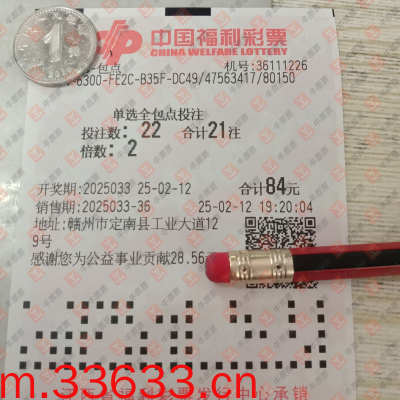 中国福利彩票
CHINA WELFARE LOTTERY
全包点 机号:36111226
6300-FE2C-B35F-DC49/47563417/80150
单选全包点投注
投注数: 22 合计21注
倍数: 2
开奖期:2025033 25-02-12 合计84元
销售期:2025033-36 25-02-12 19:20:04
地址:赣州市定南县工业大道12
9号
感谢您为公益事业贡献28.56
m.33633.cn
1